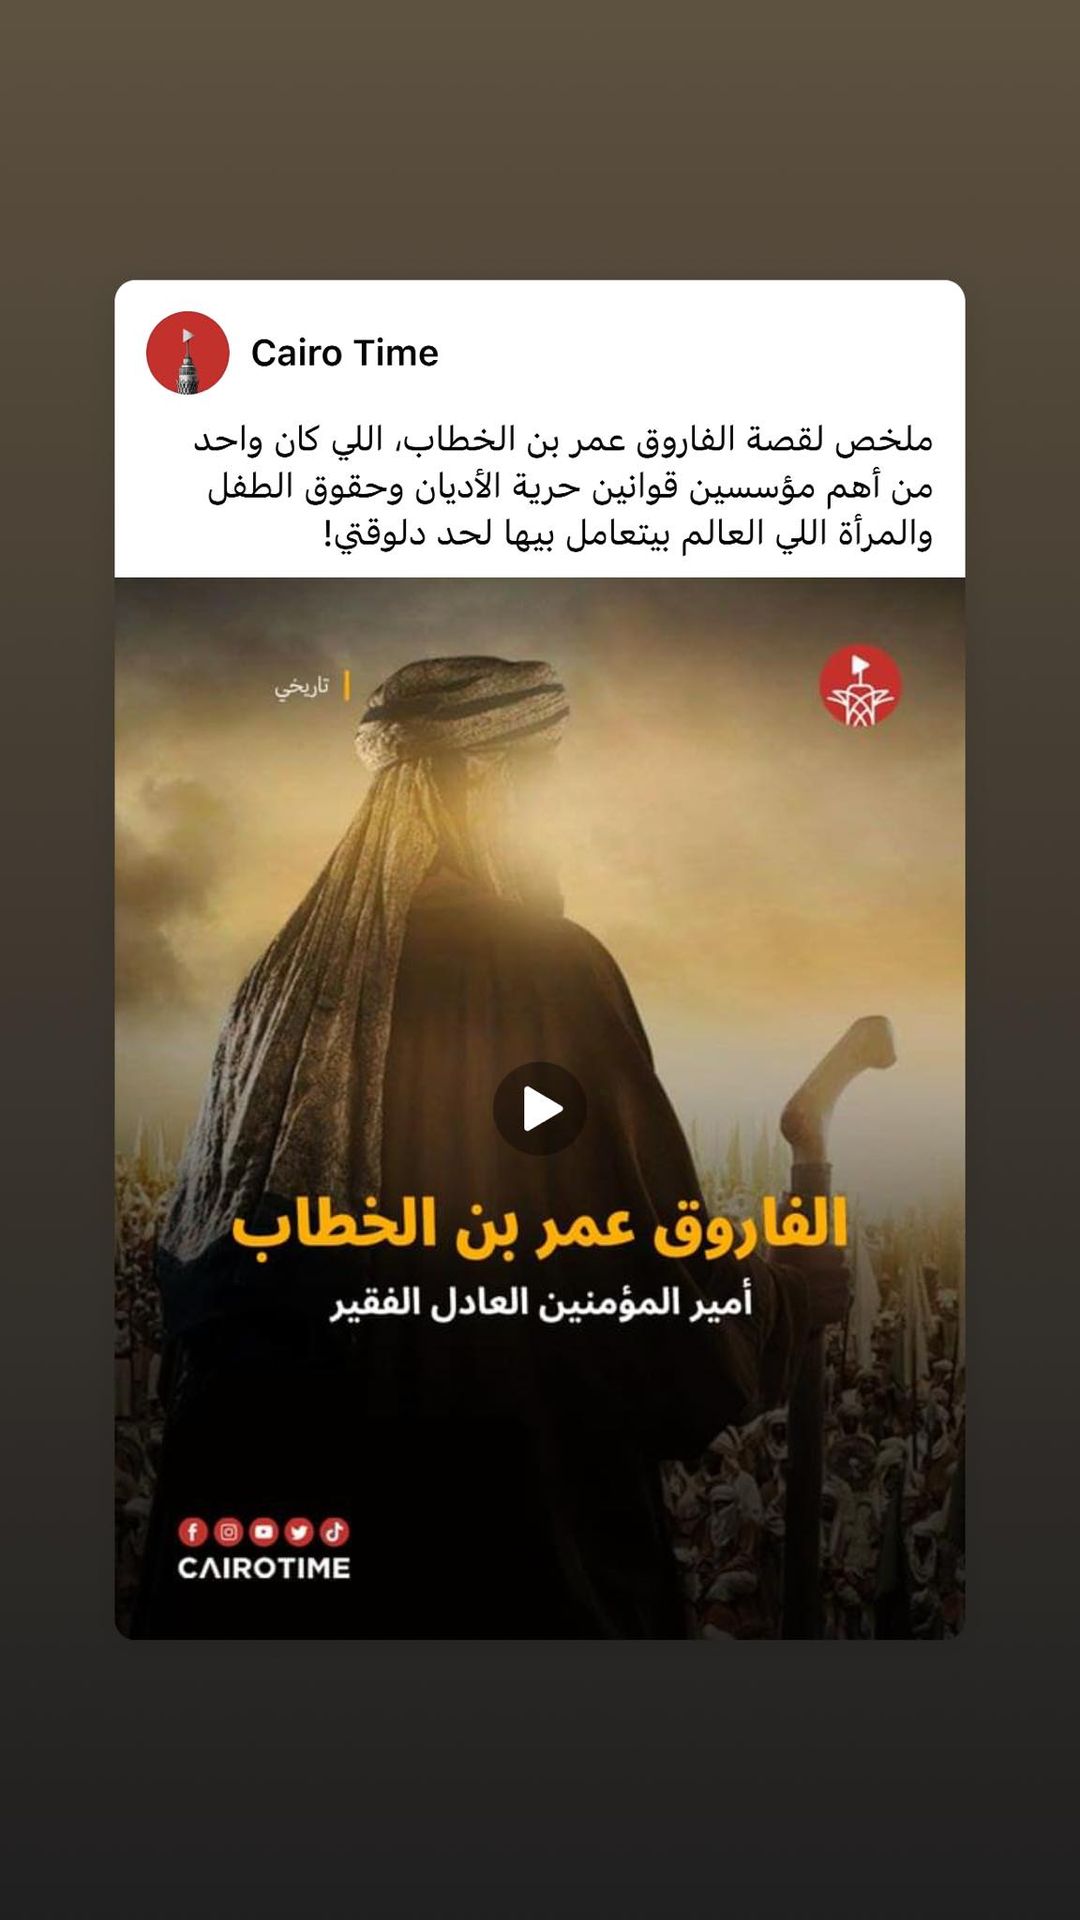 Cairo Time
ملخص لقصة الفاروق عمر بن الخطاب، اللي كان واحد
من أهم مؤسسين قوانين حرية الأديان وحقوق الطفل
والمرأة اللي العالم بيتعامل بيها لحد دلوقتي!
تاريخي
الفاروق عمر بن الخطاب
أمير المؤمنين العادل الفقير
CAIROTIME